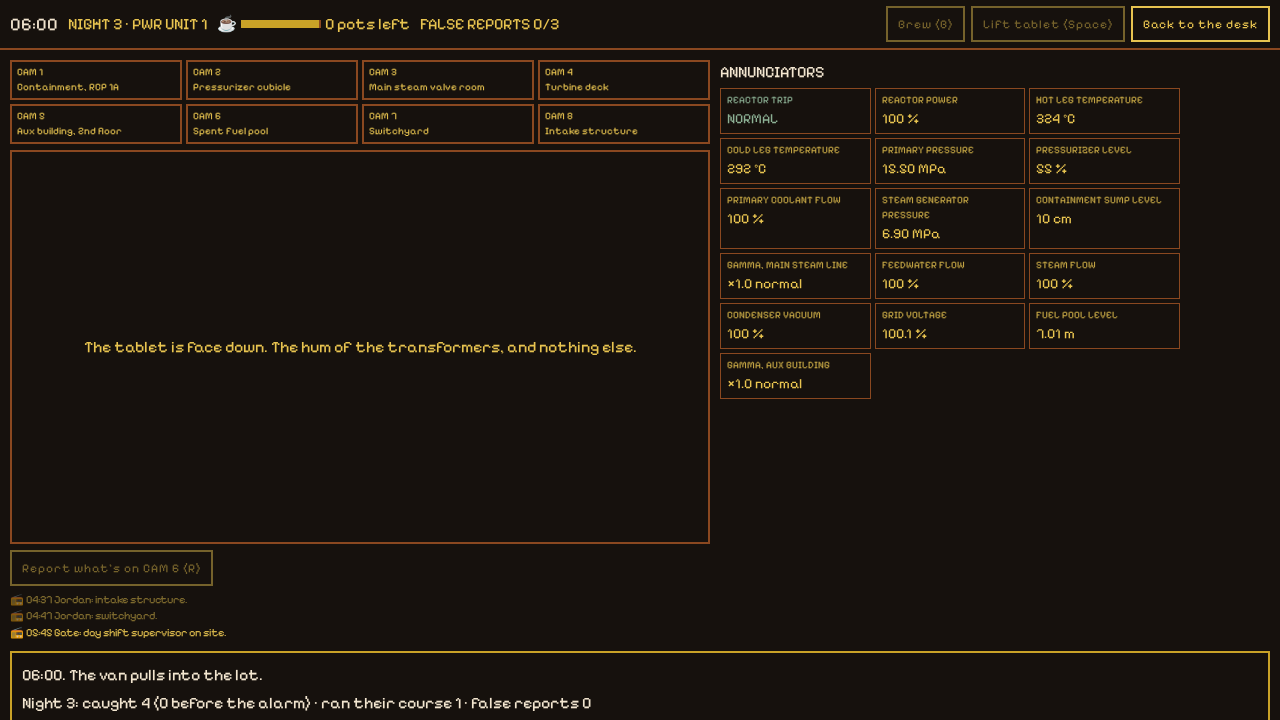 06:00 NIGHT 3 · PWR UNIT 1 ☕ 0 pots left FALSE REPORTS 0/3 Brew (B) Lift tablet (Space) Back to the desk
CAM 1 CAM 2 CAM 3 CAM 4
Containment, RCP 1A Pressurizer cubicle Main steam valve room Turbine deck
CAM 5 CAM 6 CAM 7 CAM 8
Aux building, 2nd floor Spent fuel pool Switchyard Intake structure
The tablet is face down. The hum of the transformers, and nothing else.
Report what's on CAM 6 (R)
📻 04:37 Jordan: intake structure.
📻 04:47 Jordan: switchyard.
📻 05:45 Gate: day shift supervisor on site.
ANNUNCIATORS
REACTOR TRIP REACTOR POWER HOT LEG TEMPERATURE
NORMAL 100 % 324 °C
COLD LEG TEMPERATURE PRIMARY PRESSURE PRESSURIZER LEVEL
292 °C 15.50 MPa 55 %
PRIMARY COOLANT FLOW STEAM GENERATOR PRESSURE CONTAINMENT SUMP LEVEL
100 % 6.90 MPa 10 cm
GAMMA, MAIN STEAM LINE FEEDWATER FLOW STEAM FLOW
×1.0 normal 100 % 100 %
CONDENSER VACUUM GRID VOLTAGE FUEL POOL LEVEL
100 % 100.1 % 7.01 m
GAMMA, AUX BUILDING
×1.0 normal
06:00. The van pulls into the lot.
Night 3: caught 4 (0 before the alarm) · ran their course 1 · false reports 0